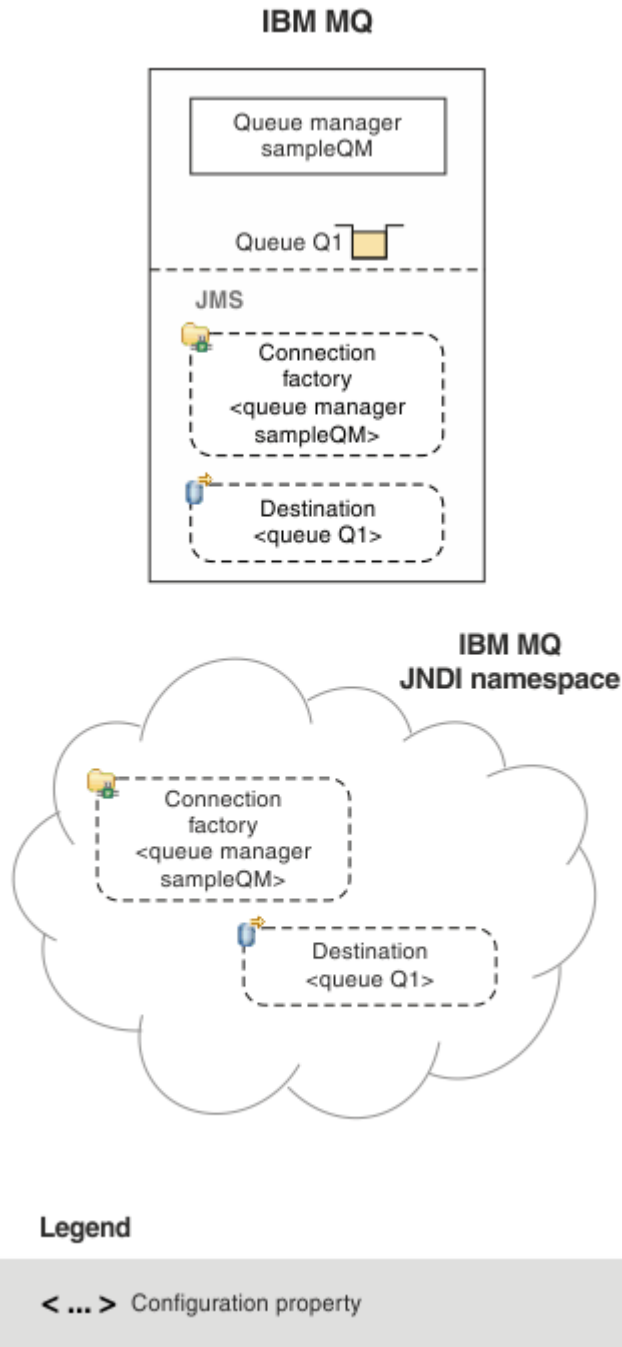 IBM MQ
Queue manager
sampleQM
Queue Q1
JMS
Connection
factory
<queue manager
sampleQM>
Destination
<queue Q1>
IBM MQ
JNDI namespace
Connection
factory
<queue manager
sampleQM>
Destination
<queue Q1>
Legend
< ... > Configuration property